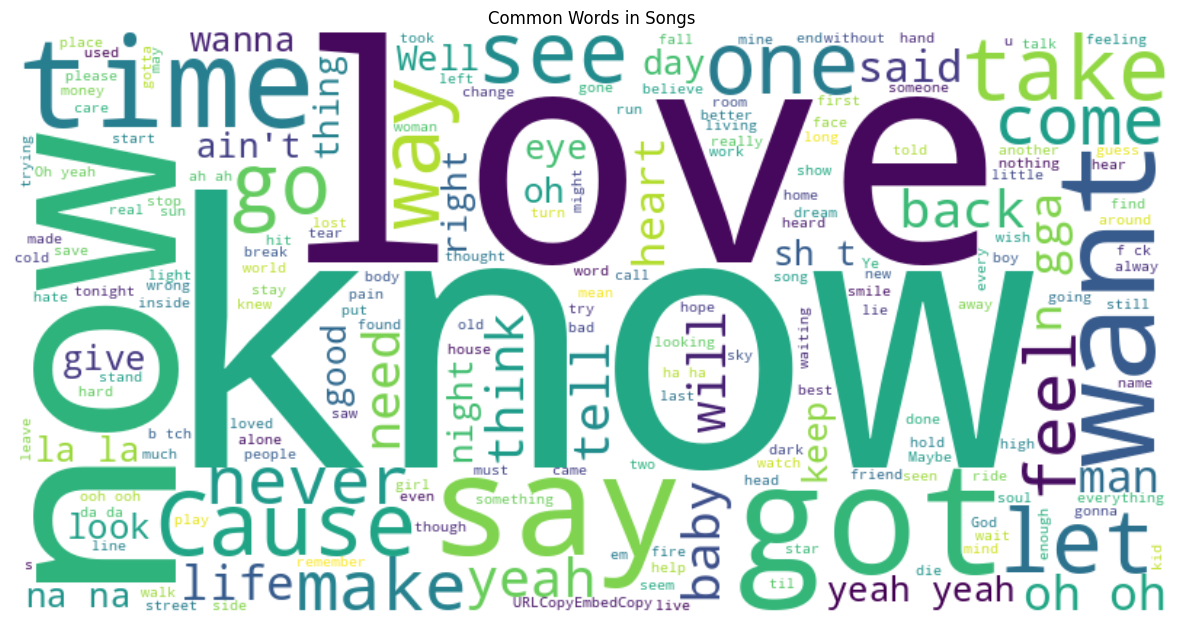 Common Words in Songs
place
used
please
may
gotta
money
care
time
start
trying
wanna
ain't
thing
took
Well
left
change
see
gone
fall
day
believe
mine
end
without
hand
one
said
someone
u
talk
feeling
take
come
Oh yeah
stop
real
sun
ah ah
go
way
woman
right
love
eye
oh
turn
might
run
heart
room
better
living
really
work
first
face
long
show
home
dream
heard
told
back
another
nothing
little
guess
hear
want
find
around
made
cold
save
now
hit
break
lost
tear
world
thought
sh t
Ye
new
smile
lie
song
every
wish
boy
n
gga
f ck
alway
hate
tonight
light
wrong
inside
stay
knew
know
body
pain
put
found
word
mean
call
try
bad
away
going
still
give
stand
hard
good
saw
need
old
house
night
think
tell
hope
looking
ha ha
last
will
sky
waiting
best
keep
feel
name
leave
la la
b tch
much
loved
alone
people
must
came
two
dark
watch
done
hold
Maybe
high
man
never
girl
even
something
say
head
friend
seen
ride
soul
everything
gonna
ooh ooh
da da
look
line
play
Cause
though
baby
got
God
wait
mind
let
enough
kid
s
na na
walk
street
side
life
remember
make
yeah
em
fire
help
seem
star
til
die
URLCopyEmbedCopy
live
yeah yeah
oh oh